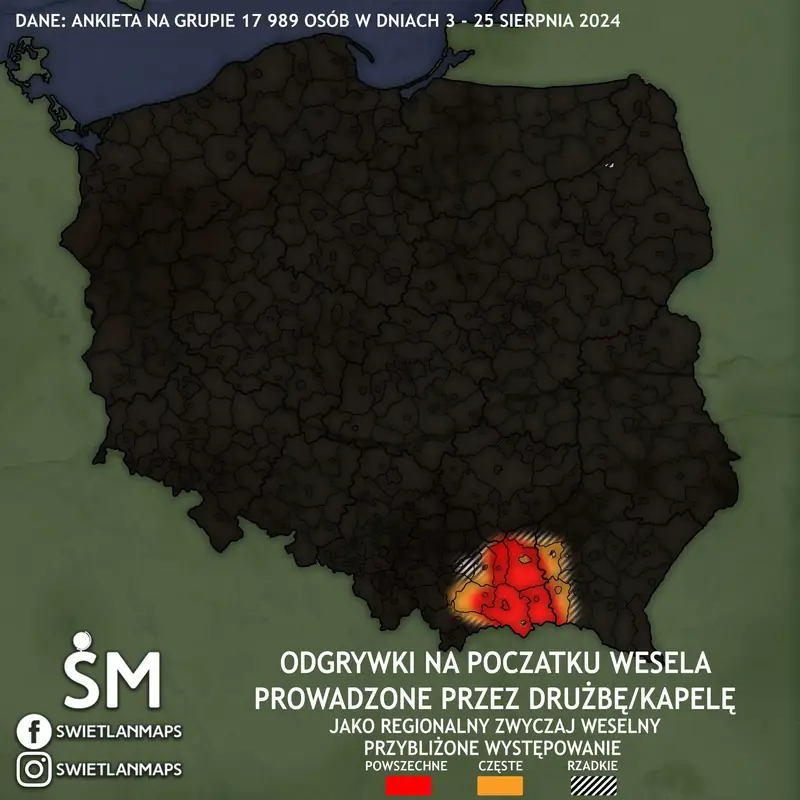 DANE: ANKIETA NA GRUPIE 17 989 OSÓB W DNIACH 3 - 25 SIERPNIA 2024
ŚM
SWIETLANMAPS
SWIETLANMAPS
ODGRYWKI NA POCZATKU WESELA
PROWADZONE PRZEZ DRUŻBĘ/KAPELĘ
JAKO REGIONALNY ZWYCZAJ WESELNY
PRZYBLIŻONE WYSTĘPOWANIE
POWSZECHNE CZĘSTE RZADKIE